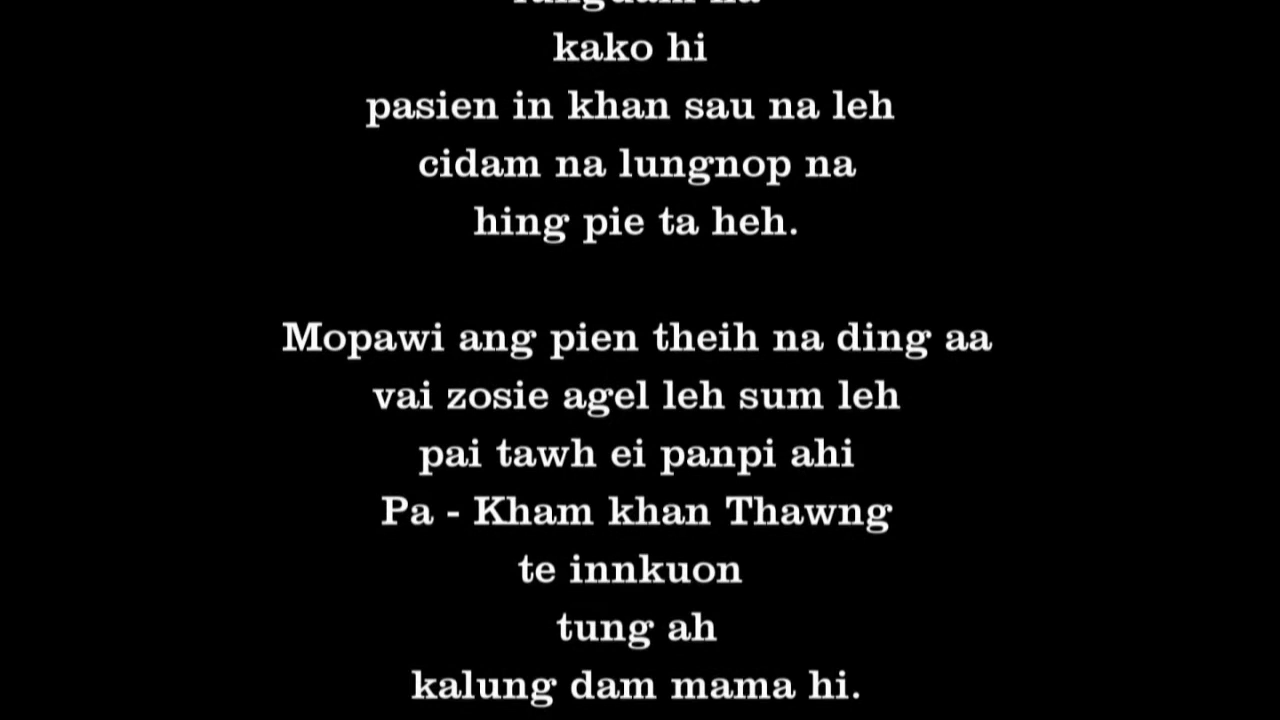 kako hi
pasien in khan sau na leh
cidam na lungnop na
hing pie ta heh.
Mopawi ang pien theih na ding aa
vai zosie agel leh sum leh
pai tawh ei panpi ahi
Pa - Kham khan Thawng
te innkuon
tung ah
kalung dam mama hi.